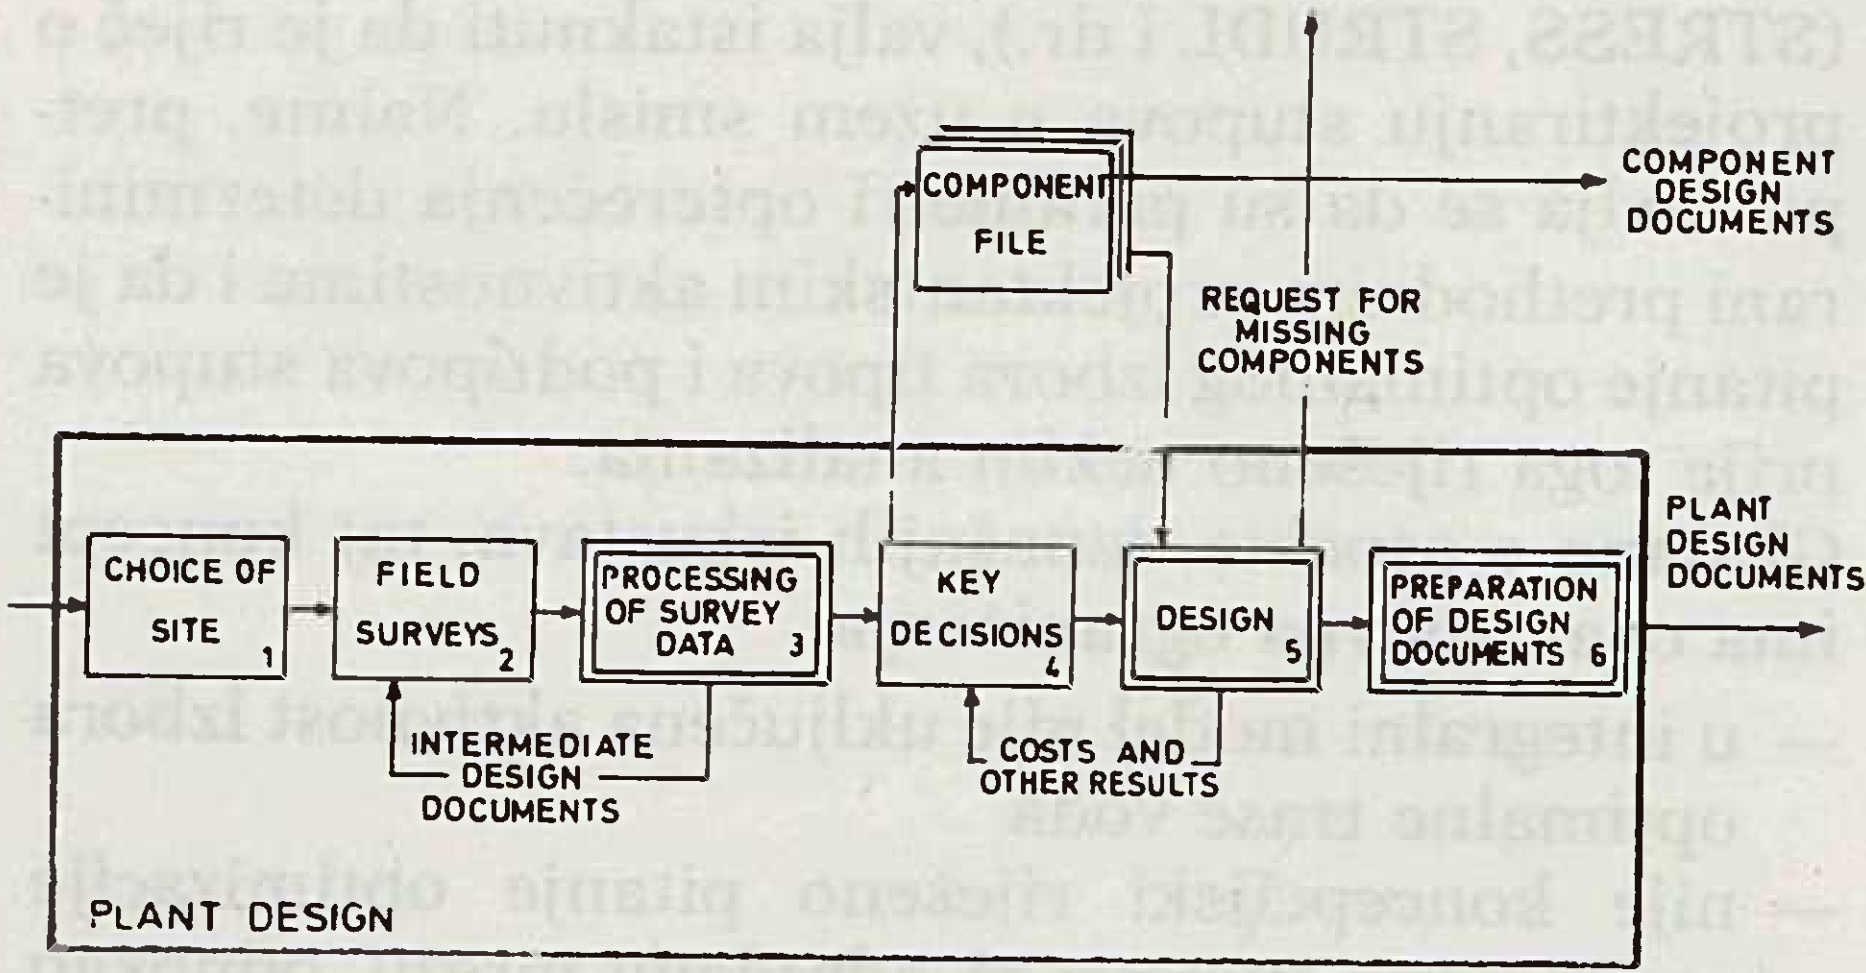 COMPONENT
FILE
COMPONENT
DESIGN
DOCUMENTS
REQUEST FOR
MISSING
COMPONENTS
CHOICE OF
SITE 1
FIELD
SURVEYS 2
PROCESSING
OF SURVEY
DATA 3
KEY
DECISIONS 4
DESIGN 5
PREPARATION
OF DESIGN
DOCUMENTS 6
PLANT
DESIGN
DOCUMENTS
INTERMEDIATE
DESIGN
DOCUMENTS
COSTS AND
OTHER RESULTS
PLANT DESIGN